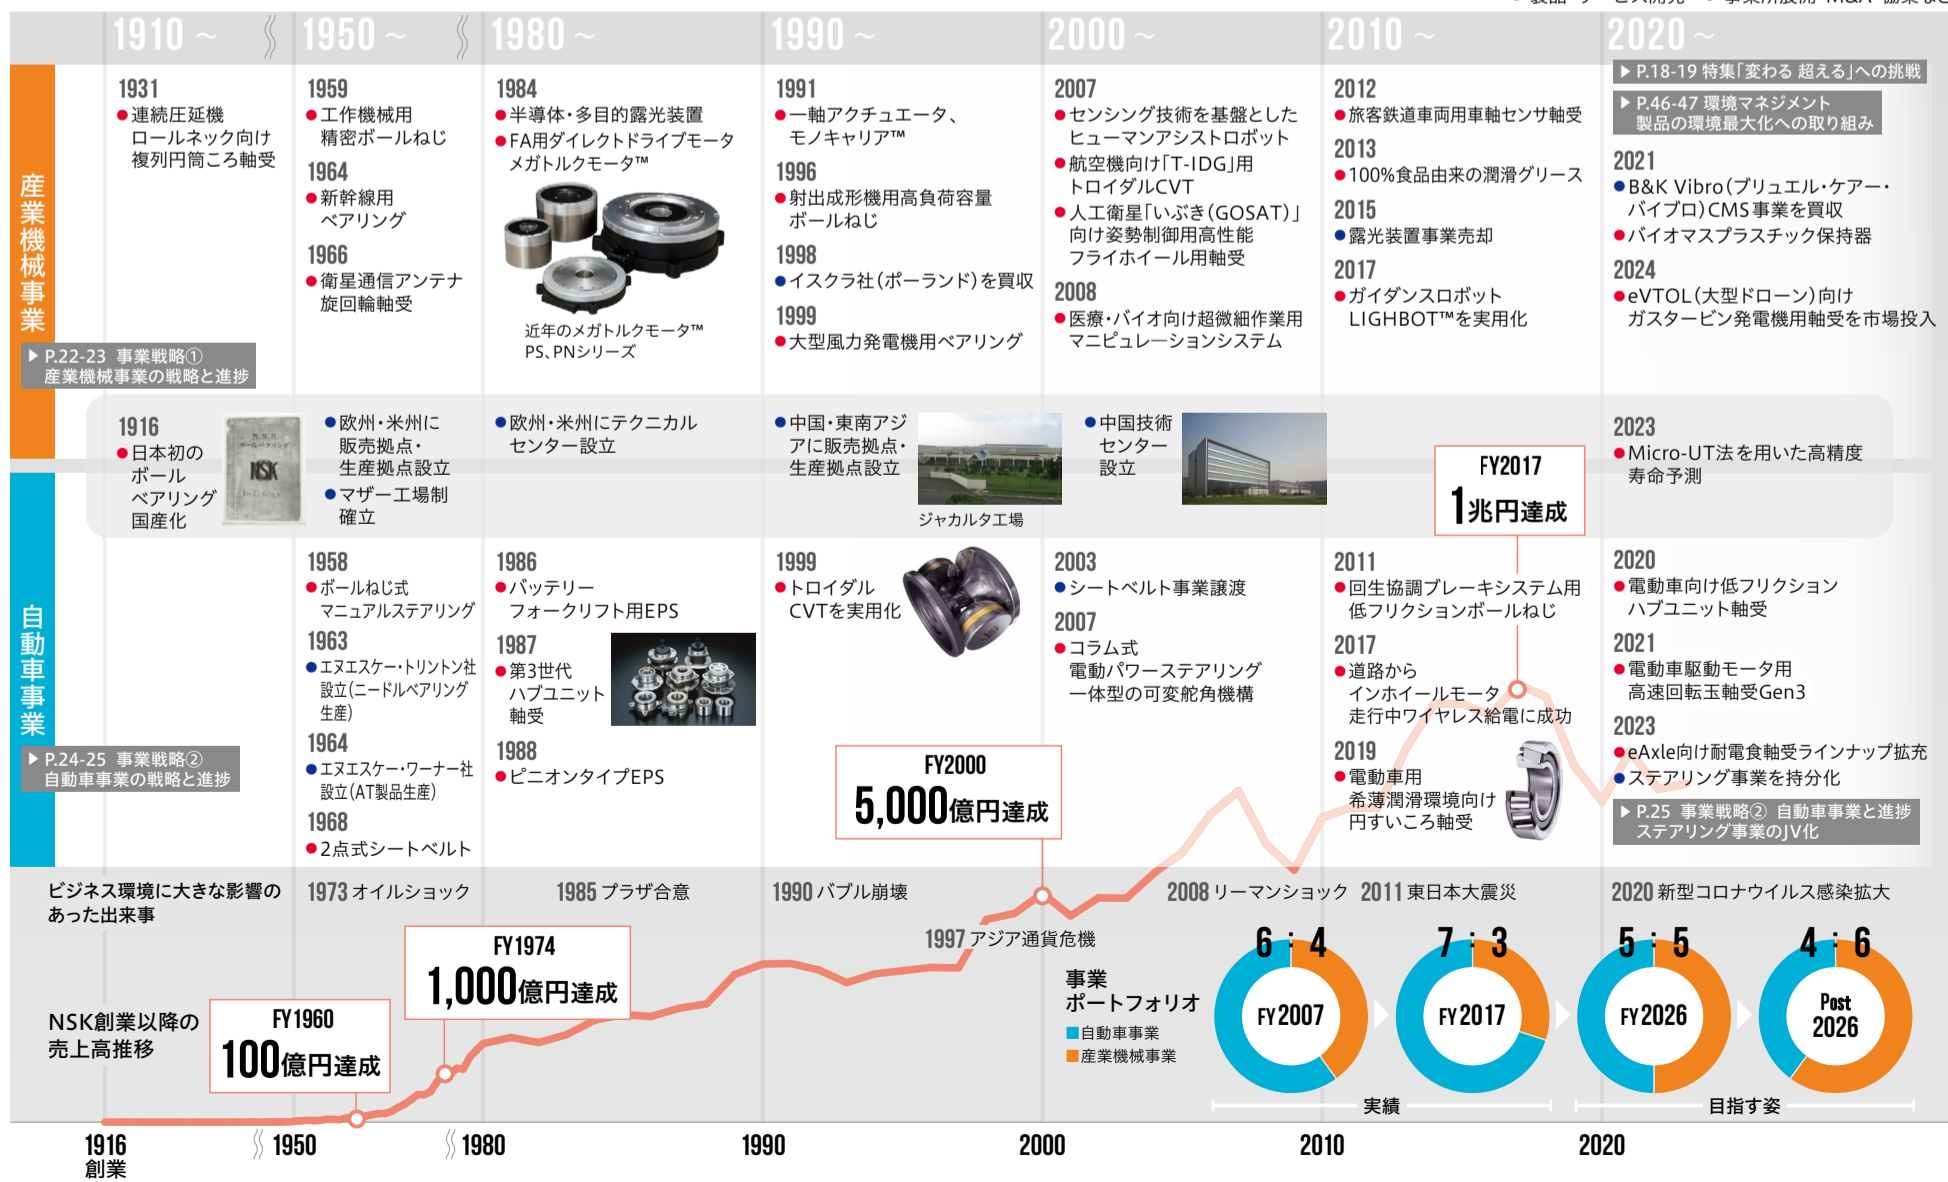 1910～
1950～
1980～
1990～
2000～
2010～
2020～
産業機械事業
▶ P.22-23 事業戦略①
産業機械事業の戦略と進捗
1931
●連続圧延機
ロールネック向け
複列円筒ころ軸受
1959
●工作機械用
精密ボールねじ
1964
●新幹線用
ベアリング
1966
●衛星通信アンテナ
旋回輪軸受
1984
●半導体・多目的露光装置
●FA用ダイレクトドライブモータ
メガトルクモータ™
近年のメガトルクモータ™
PS、PNシリーズ
1991
●一軸アクチュエータ、
モノキャリア™
1996
●射出成形機用高負荷容量
ボールねじ
1998
●イスクラ社（ポーランド）を買収
1999
●大型風力発電機用ベアリング
2007
●センシング技術を基盤とした
ヒューマンアシストロボット
●航空機向け「T-IDG」用
トロイダルCVT
●人工衛星「いぶき（GOSAT）」
向け姿勢制御用高性能
フライホイール用軸受
2008
●医療・バイオ向け超微細作業用
マニピュレーションシステム
2012
●旅客鉄道車両用車軸センサ軸受
2013
●100%食品由来の潤滑グリース
2015
●露光装置事業売却
2017
●ガイダンスロボット
LIGHBOT™を実用化
▶ P.18-19 特集「変わる 超える」への挑戦
▶ P.46-47 環境マネジメント
製品の環境最大化への取り組み
2021
●B&K Vibro（ブリュエル・ケアー・
バイブロ）CMS事業を買収
●バイオマスプラスチック保持器
2024
●eVTOL（大型ドローン）向け
ガスタービン発電機用軸受を市場投入
1916
●日本初の
ボール
ベアリング
国産化
N.S.K.
ボールベアリング
NSK
●欧州・米州に
販売拠点・
生産拠点設立
●マザー工場制
確立
●欧州・米州にテクニカル
センター設立
●中国・東南アジ
アに販売拠点・
生産拠点設立
ジャカルタ工場
●中国技術
センター
設立
FY2017
1兆円達成
2023
●Micro-UT法を用いた高精度
寿命予測
自動車事業
▶ P.24-25 事業戦略②
自動車事業の戦略と進捗
1958
●ボールねじ式
マニュアルステアリング
1963
●エヌエスケー・トリントン社
設立（ニードルベアリング
生産）
1964
●エヌエスケー・ワーナー社
設立（AT製品生産）
1968
●2点式シートベルト
1986
●バッテリー
フォークリフト用EPS
1987
●第3世代
ハブユニット
軸受
1988
●ピニオンタイプEPS
1999
●トロイダル
CVTを実用化
2003
●シートベルト事業譲渡
2007
●コラム式
電動パワーステアリング
一体型の可変舵角機構
2011
●回生協調ブレーキシステム用
低フリクションボールねじ
2017
●道路から
インホイールモータ
走行中ワイヤレス給電に成功
2019
●電動車用
希薄潤滑環境向け
円すいころ軸受
2020
●電動車向け低フリクション
ハブユニット軸受
2021
●電動車駆動モータ用
高速回転玉軸受Gen3
2023
●eAxle向け耐電食軸受ラインナップ拡充
●ステアリング事業を持分化
▶ P.25 事業戦略② 自動車事業と進捗
ステアリング事業のJV化
FY2000
5,000億円達成
ビジネス環境に大きな影響の
あった出来事
1973 オイルショック
1985 プラザ合意
1990 バブル崩壊
1997 アジア通貨危機
2008 リーマンショック
2011 東日本大震災
2020 新型コロナウイルス感染拡大
FY1974
1,000億円達成
FY1960
100億円達成
NSK創業以降の
売上高推移
事業
ポートフォリオ
■自動車事業
■産業機械事業
6：4
FY2007
7：3
FY2017
5：5
FY2026
4：6
Post
2026
実績
目指す姿
1916
創業
1950
1980
1990
2000
2010
2020